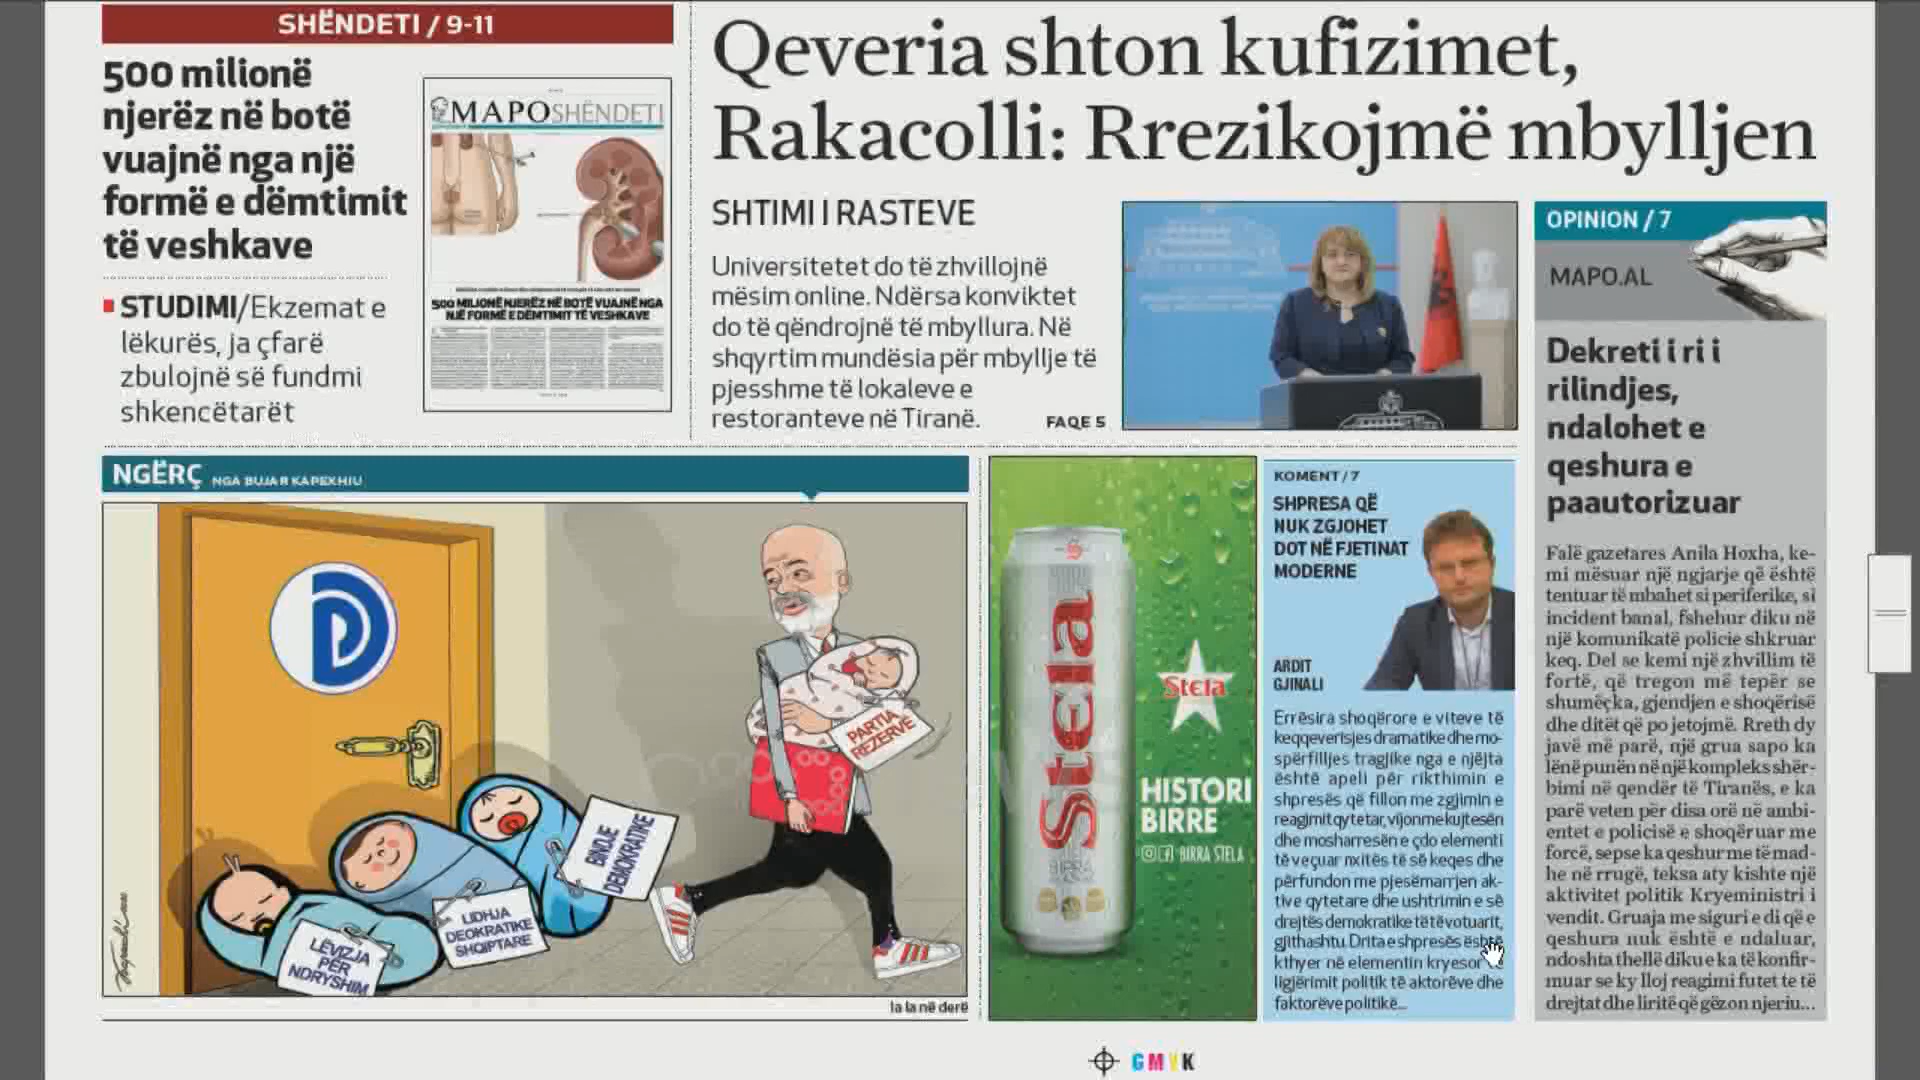 SHËNDETI / 9-11
500 milionë
njerëz në botë
vuajnë nga një
formë e dëmtimit
të veshkave
STUDIMI/Ekzemat e
lëkurës, ja çfarë
zbulojnë së fundmi
shkencëtarët
MAPOSHËNDETI
500 MILIONË NJERËZ NË BOTË VUAJNË NGA
NJË FORMË E DËMTIMIT TË VESHKAVE
Qeveria shton kufizimet,
Rakacolli: Rrezikojmë mbylljen
SHTIMI I RASTEVE
Universitetet do të zhvillojnë
mësim online. Ndërsa konviktet
do të qëndrojnë të mbyllura. Në
shqyrtim mundësia për mbyllje të
pjesshme të lokaleve e
restoranteve në Tiranë.
FAQE 5
OPINION / 7
MAPO.AL
Dekreti i ri i
rilindjes,
ndalohet e
qeshura e
paautorizuar
Falë gazetares Anila Hoxha, ke-
mi mësuar një ngjarje që është
tentuar të mbahet si periferike, si
incident banal, fshehur diku në
një komunikatë policie shkruar
keq. Del se kemi një zhvillim të
fortë, që tregon më tepër se
shumëçka, gjendjen e shoqërisë
dhe ditët që po jetojmë. Rreth dy
javë më parë, një grua sapo ka
lënë punën në një kompleks shër-
bimi në qendër të Tiranës, e ka
parë veten për disa orë në ambi-
entet e policisë e shoqëruar me
forcë, sepse ka qeshur me të mad-
he në rrugë, teksa aty kishte një
aktivitet politik Kryeministri i
vendit. Gruaja me siguri e di që e
qeshura nuk është e ndaluar,
ndoshta thellë dikue ka të konfir-
muar se ky lloj reagimi futet te të
drejtat dhe liritë që gëzon njeriu...
NGËRÇ NGA BUJAR KAPEXHIU
PARTIA
REZERVË
BINDJE
DEMOKRATIKE
LIDHJA
DEOKRATIKE
SHQIPTARE
LËVIZJA
PËR
NDRYSHIM
la la në derë
Stela
Stela
HISTORI
BIRRE
BIRRA STELA
KOMENT / 7
SHPRESA QË
NUK ZGJOHET
DOT NË FJETINAT
MODERNE
ARDIT
GJINALI
Errësira shoqërore e viteve të
keqqeverisjes dramatike dhe mo-
spërfilljes tragjike nga e njëjta
është apeli për rikthimin e
shpresës që fillon me zgjimin e
reagimit qytetar, vijon me kujtesën
dhe mosharresën e çdo elementi
të veçuar nxitës të së keqes dhe
përfundon me pjesëmarrjen ak-
tive qytetare dhe ushtrimin e së
drejtës demokratike të të votuarit,
gjithashtu. Drita e shpresës është
kthyer në elementin kryesor të
ligjërimit politik të aktorëve dhe
faktorëve politikë...
CMYK